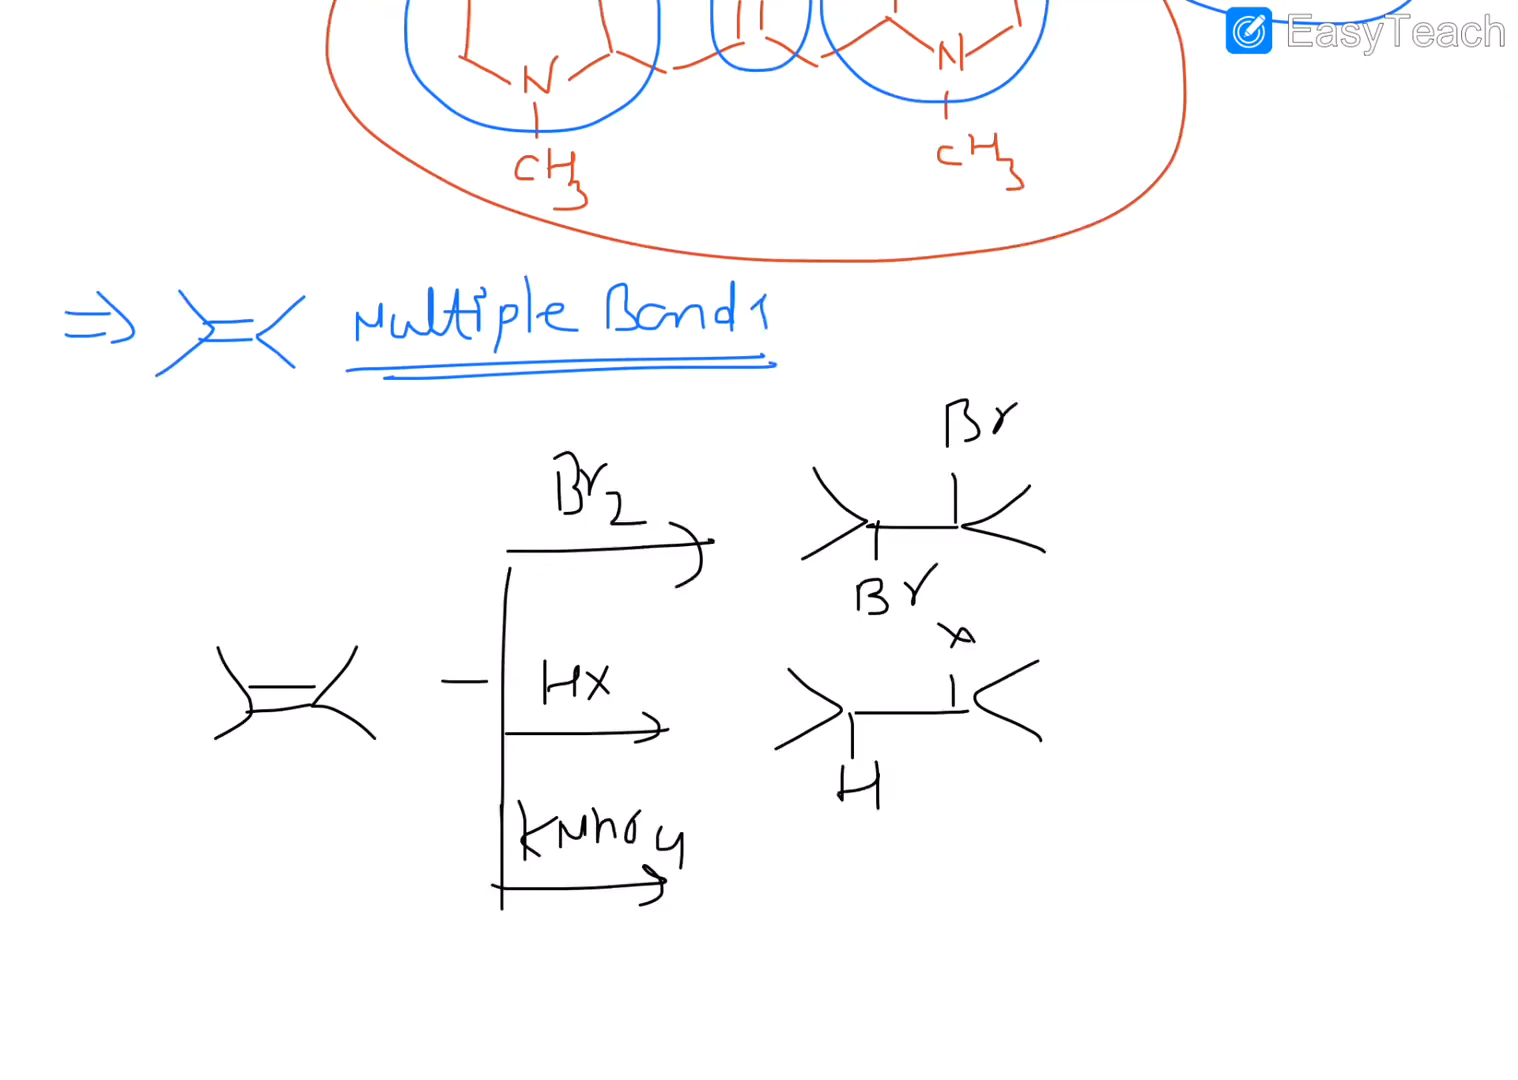 EasyTeach
N
N
CH3
CH3
⇒ Multiple Bonds
Br
Br2
Br
X
HX
H
KMnO4